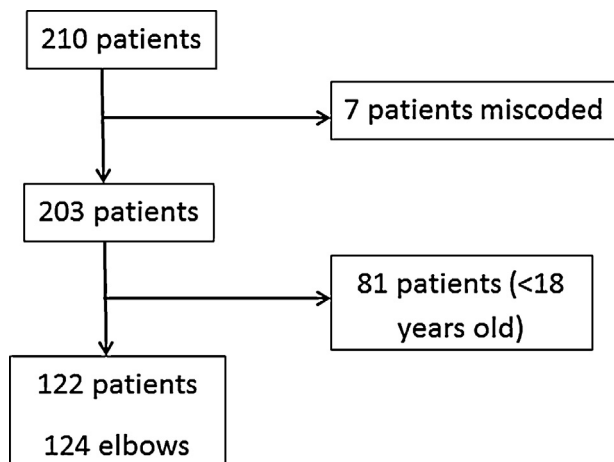 210 patients
7 patients miscoded
203 patients
81 patients (<18
years old)
122 patients
124 elbows